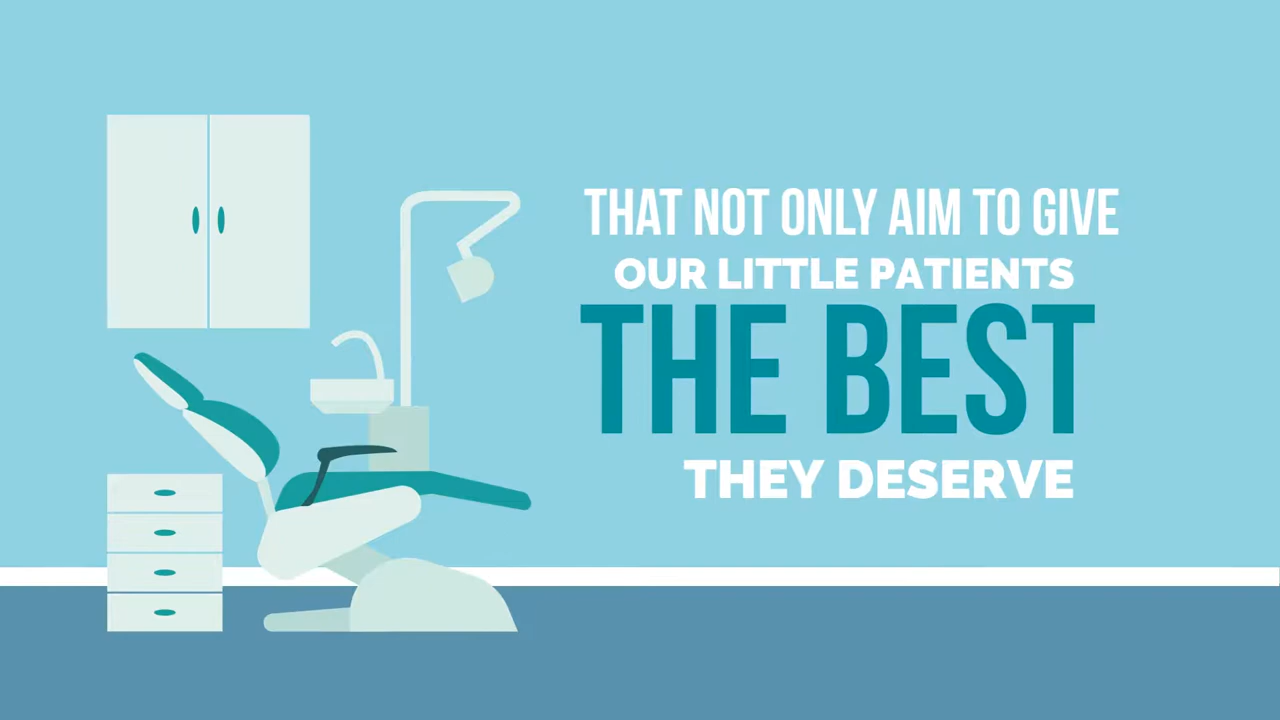 THAT NOT ONLY AIM TO GIVE
OUR LITTLE PATIENTS
THE BEST
THEY DESERVE